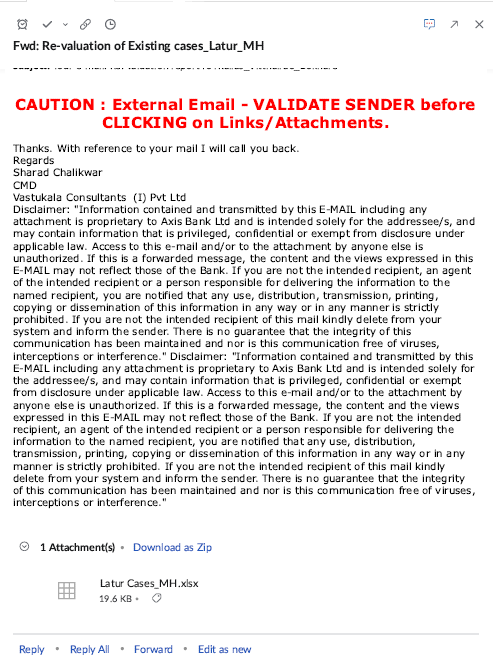 Fwd: Re-valuation of Existing cases_Latur_MH
CAUTION : External Email - VALIDATE SENDER before
CLICKING on Links/Attachments.
Thanks. With reference to your mail I will call you back.
Regards
Sharad Chalikwar
CMD
Vastukala Consultants (I) Pvt Ltd
Disclaimer: "Information contained and transmitted by this E-MAIL including any
attachment is proprietary to Axis Bank Ltd and is intended solely for the addressee/s, and
may contain information that is privileged, confidential or exempt from disclosure under
applicable law. Access to this e-mail and/or to the attachment by anyone else is
unauthorized. If this is a forwarded message, the content and the views expressed in this
E-MAIL may not reflect those of the Bank. If you are not the intended recipient, an agent
of the intended recipient or a person responsible for delivering the information to the
named recipient, you are notified that any use, distribution, transmission, printing,
copying or dissemination of this information in any way or in any manner is strictly
prohibited. If you are not the intended recipient of this mail kindly delete from your
system and inform the sender. There is no guarantee that the integrity of this
communication has been maintained and nor is this communication free of viruses,
interceptions or interference." Disclaimer: "Information contained and transmitted by this
E-MAIL including any attachment is proprietary to Axis Bank Ltd and is intended solely for
the addressee/s, and may contain information that is privileged, confidential or exempt
from disclosure under applicable law. Access to this e-mail and/or to the attachment by
anyone else is unauthorized. If this is a forwarded message, the content and the views
expressed in this E-MAIL may not reflect those of the Bank. If you are not the intended
recipient, an agent of the intended recipient or a person responsible for delivering the
information to the named recipient, you are notified that any use, distribution,
transmission, printing, copying or dissemination of this information in any way or in any
manner is strictly prohibited. If you are not the intended recipient of this mail kindly
delete from your system and inform the sender. There is no guarantee that the integrity
of this communication has been maintained and nor is this communication free of viruses,
interceptions or interference."
1 Attachment(s) • Download as Zip
Latur Cases_MH.xlsx
19.6 KB •
Reply • Reply All • Forward • Edit as new